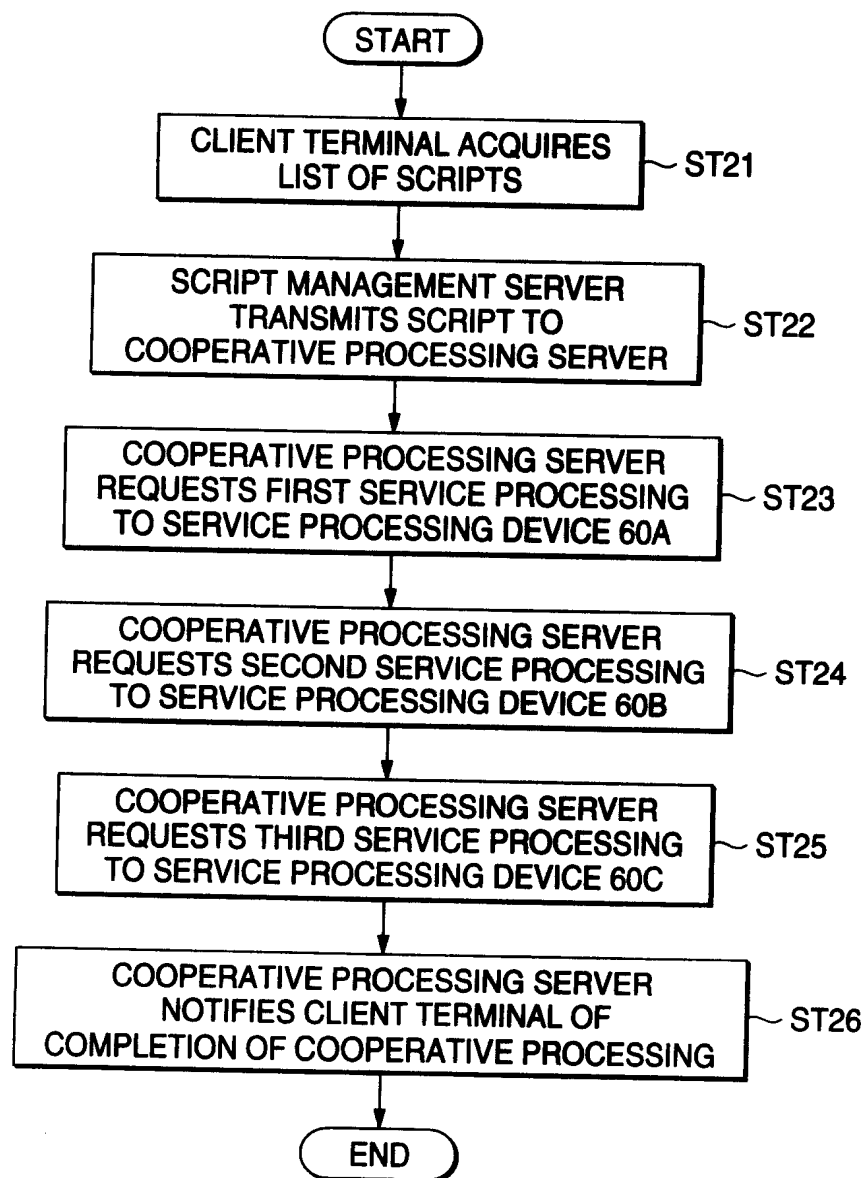 START
CLIENT TERMINAL ACQUIRES
LIST OF SCRIPTS
ST21
SCRIPT MANAGEMENT SERVER
TRANSMITS SCRIPT TO
COOPERATIVE PROCESSING SERVER
ST22
COOPERATIVE PROCESSING SERVER
REQUESTS FIRST SERVICE PROCESSING
TO SERVICE PROCESSING DEVICE 60A
ST23
COOPERATIVE PROCESSING SERVER
REQUESTS SECOND SERVICE PROCESSING
TO SERVICE PROCESSING DEVICE 60B
ST24
COOPERATIVE PROCESSING SERVER
REQUESTS THIRD SERVICE PROCESSING
TO SERVICE PROCESSING DEVICE 60C
ST25
COOPERATIVE PROCESSING SERVER
NOTIFIES CLIENT TERMINAL OF
COMPLETION OF COOPERATIVE PROCESSING
ST26
END